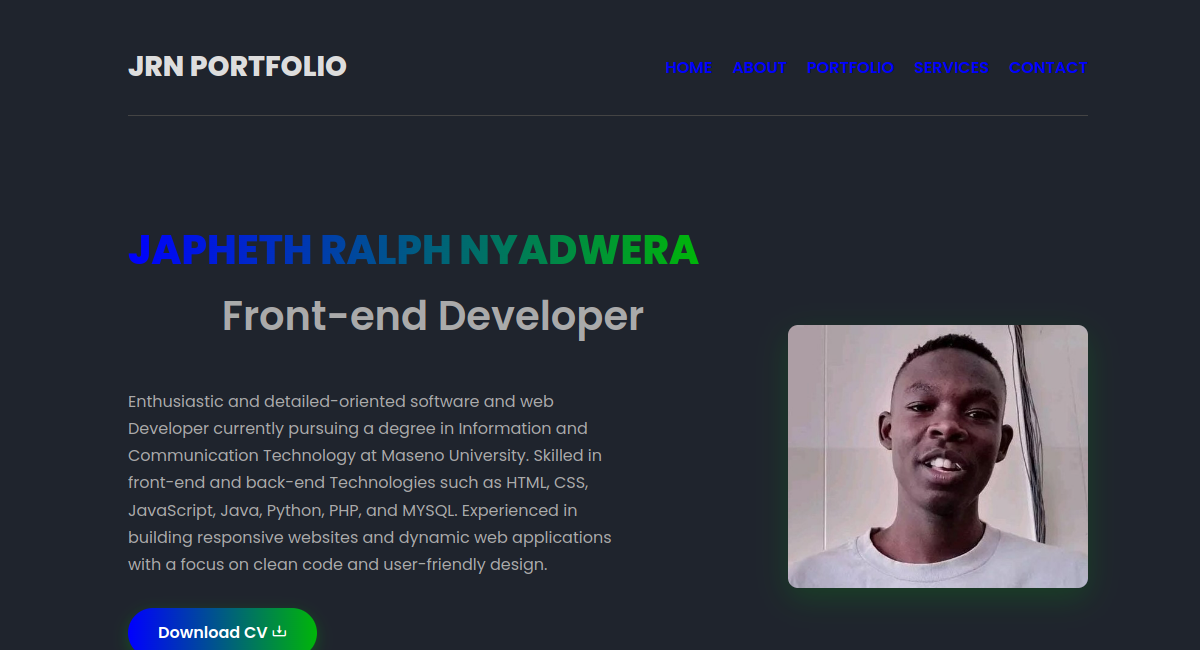 JRN PORTFOLIO
HOME ABOUT PORTFOLIO SERVICES CONTACT
JAPHETH RALPH NYADWERA
Front-end Developer
Enthusiastic and detailed-oriented software and web
Developer currently pursuing a degree in Information and
Communication Technology at Maseno University. Skilled in
front-end and back-end Technologies such as HTML, CSS,
JavaScript, Java, Python, PHP, and MYSQL. Experienced in
building responsive websites and dynamic web applications
with a focus on clean code and user-friendly design.
Download CV